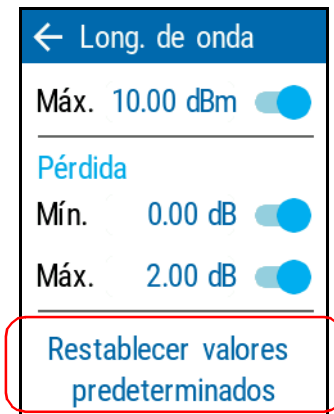 ← Long. de onda
Máx. 10.00 dBm
Pérdida
Mín. 0.00 dB
Máx. 2.00 dB
Restablecer valores
predeterminados